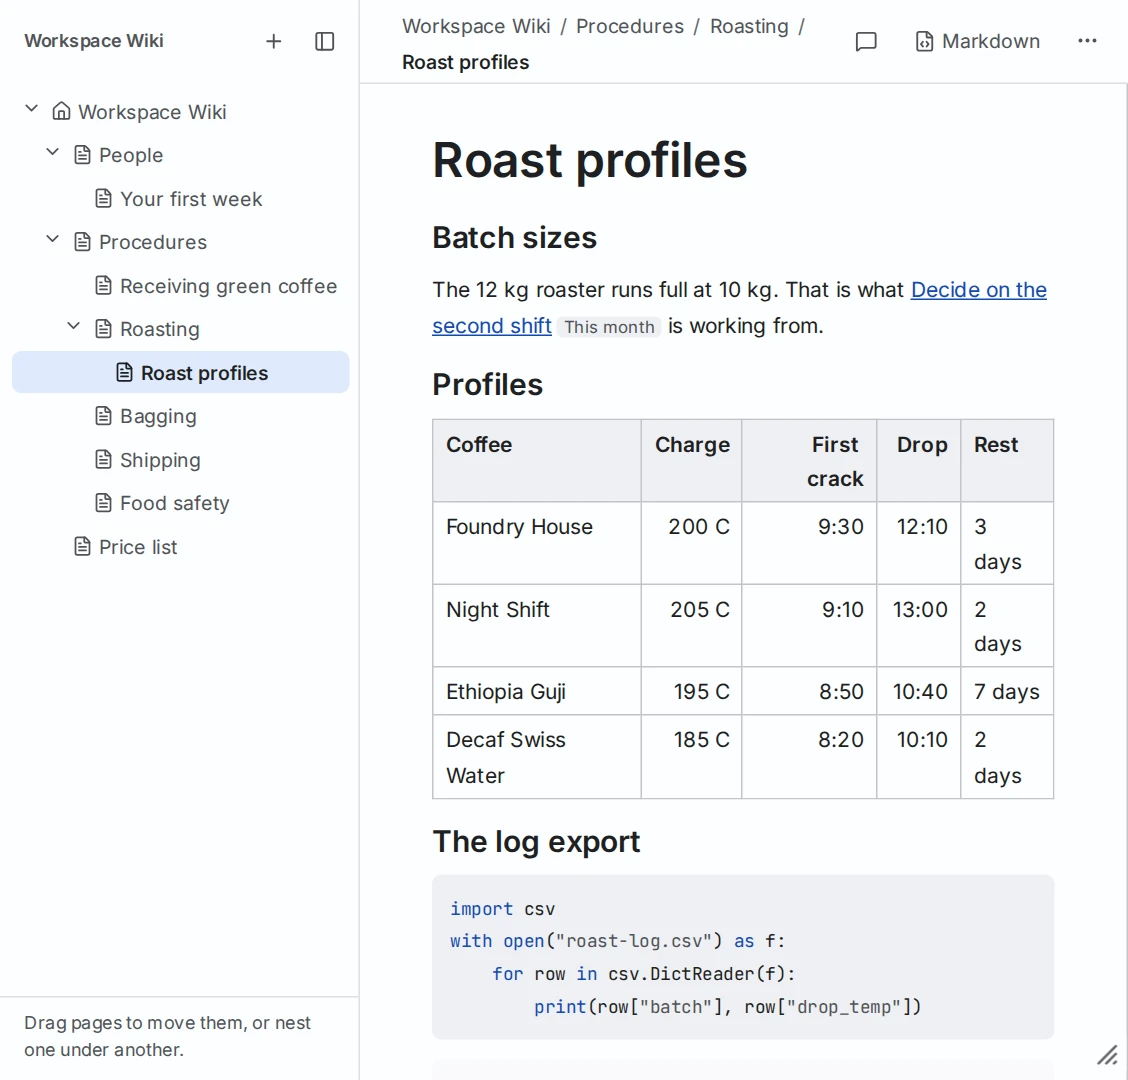 Workspace Wiki
Workspace Wiki
People
Your first week
Procedures
Receiving green coffee
Roasting
Roast profiles
Bagging
Shipping
Food safety
Price list
Drag pages to move them, or nest
one under another.
Workspace Wiki / Procedures / Roasting /
Roast profiles
Markdown
Roast profiles
Batch sizes
The 12 kg roaster runs full at 10 kg. That is what Decide on the
second shift This month is working from.
Profiles
Coffee Charge First Drop Rest
crack
Foundry House 200 C 9:30 12:10 3
days
Night Shift 205 C 9:10 13:00 2
days
Ethiopia Guji 195 C 8:50 10:40 7 days
Decaf Swiss 185 C 8:20 10:10 2
Water days
The log export
import csv
with open("roast-log.csv") as f:
    for row in csv.DictReader(f):
        print(row["batch"], row["drop_temp"])